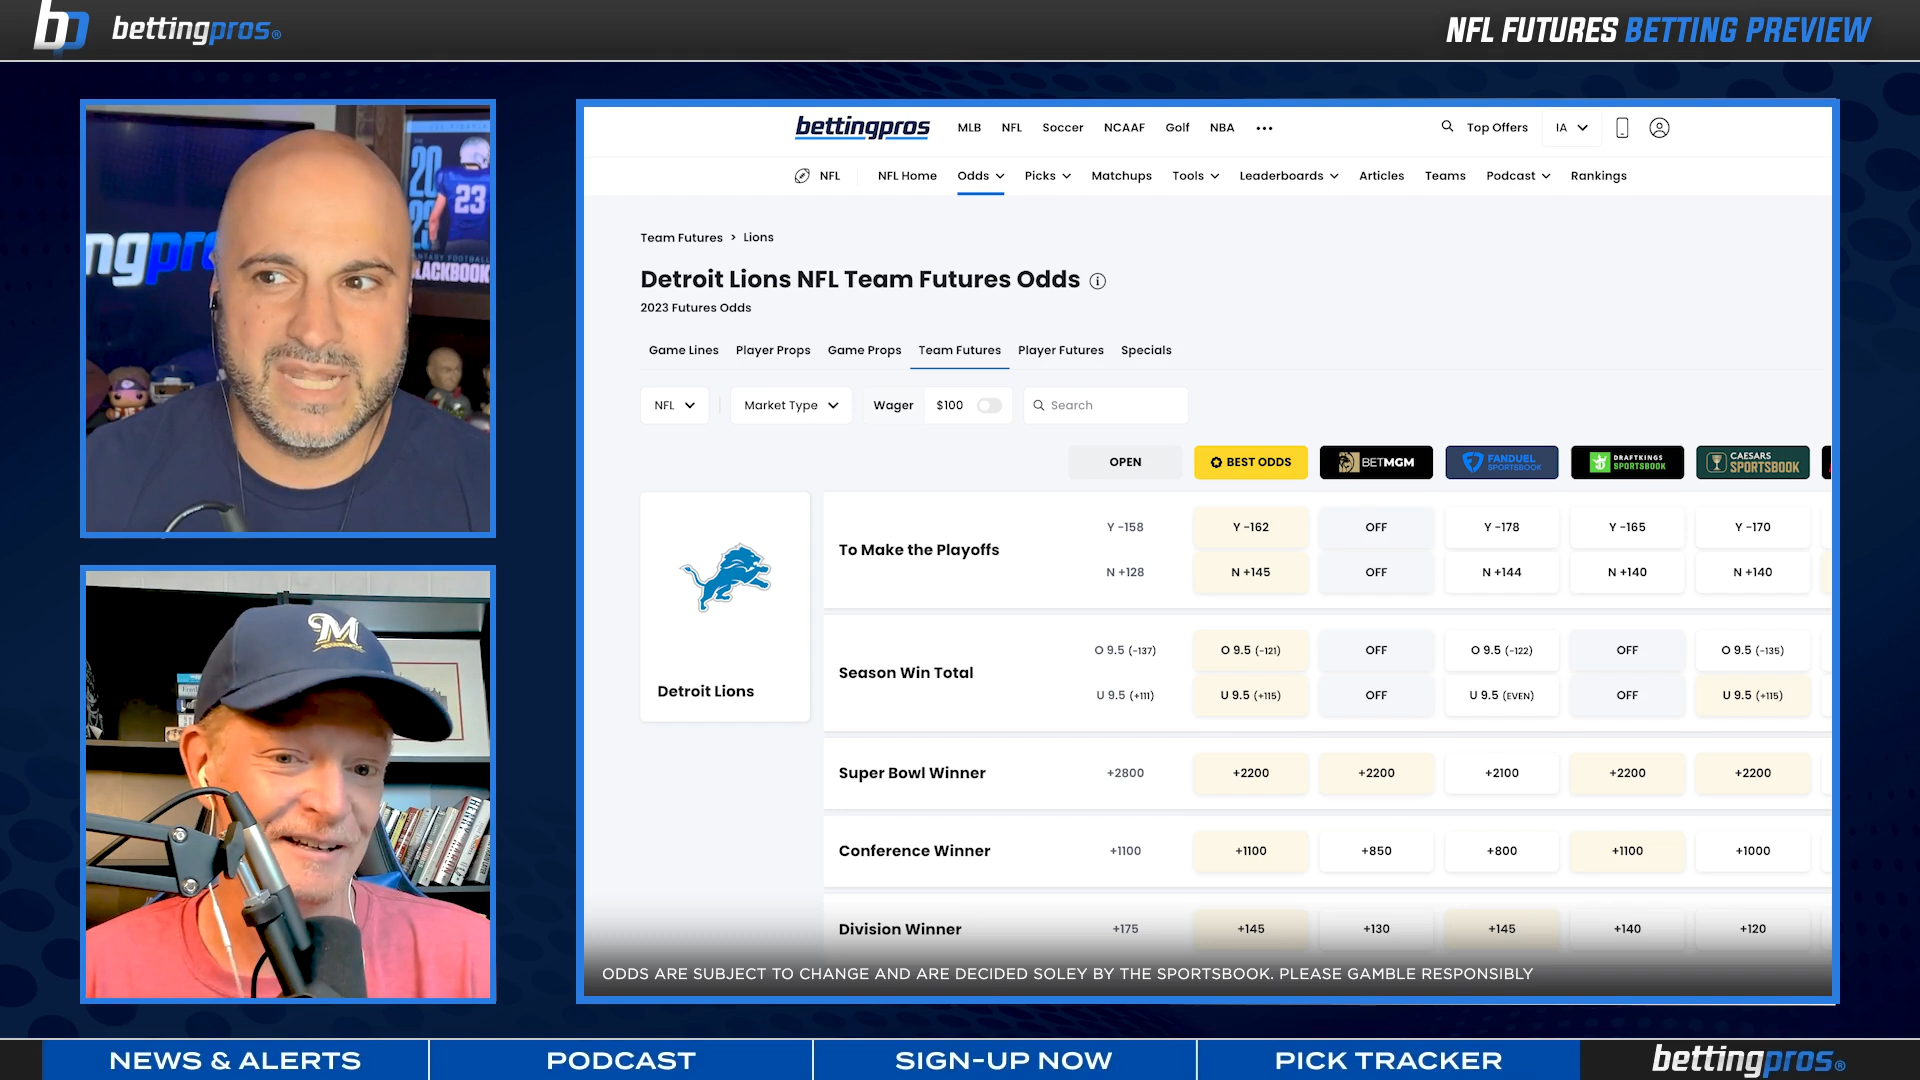 bp bettingpros®
NFL FUTURES BETTING PREVIEW
bettingpros
MLB NFL Soccer NCAAF Golf NBA •••
Top Offers IA
NFL NFL Home Odds Picks Matchups Tools Leaderboards Articles Teams Podcast Rankings
Team Futures > Lions
Detroit Lions NFL Team Futures Odds
2023 Futures Odds
Game Lines Player Props Game Props Team Futures Player Futures Specials
NFL Market Type Wager $100 Search
OPEN BEST ODDS BETMGM FANDUEL SPORTSBOOK DRAFTKINGS SPORTSBOOK CAESARS SPORTSBOOK
Detroit Lions
To Make the Playoffs
Y -158 Y -162 OFF Y -178 Y -165 Y -170
N +128 N +145 OFF N +144 N +140 N +140
Season Win Total
O 9.5 (-137) O 9.5 (-121) OFF O 9.5 (-122) OFF O 9.5 (-135)
U 9.5 (+111) U 9.5 (+115) OFF U 9.5 (EVEN) OFF U 9.5 (+115)
Super Bowl Winner +2800 +2200 +2200 +2100 +2200 +2200
Conference Winner +1100 +1100 +850 +800 +1100 +1000
Division Winner +175 +145 +130 +145 +140 +120
ODDS ARE SUBJECT TO CHANGE AND ARE DECIDED SOLEY BY THE SPORTSBOOK. PLEASE GAMBLE RESPONSIBLY
ngpro
20
23
LACKBOOK
M
NEWS & ALERTS PODCAST SIGN-UP NOW PICK TRACKER bettingpros®